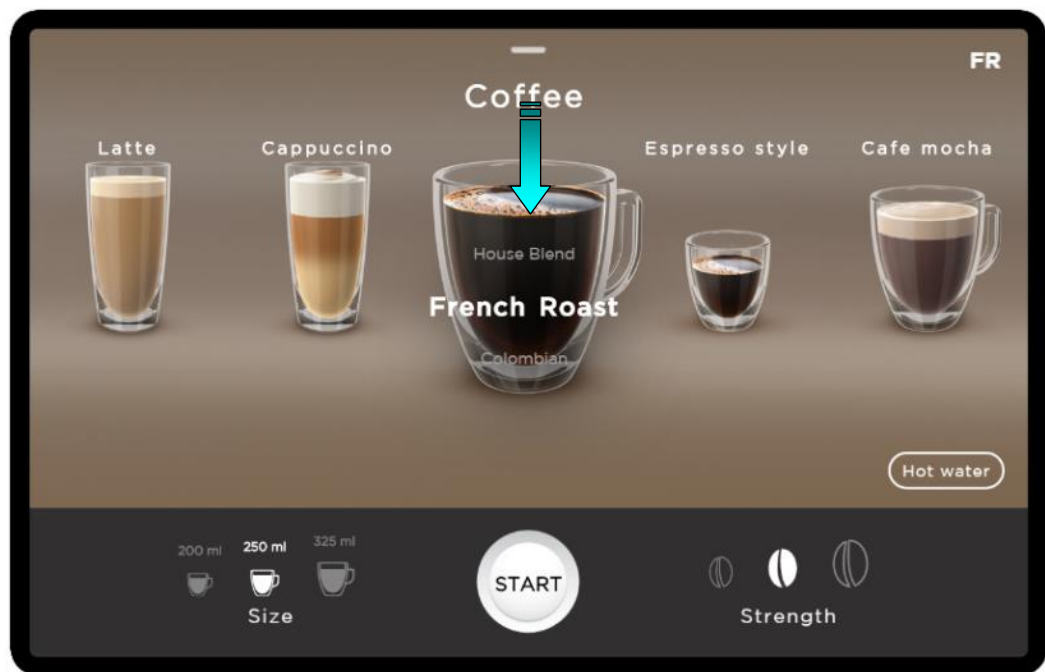 FR
Coffee
Latte
Cappuccino
Espresso style
Cafe mocha
House Blend
French Roast
Colombian
Hot water
200 ml
250 ml
325 ml
Size
START
Strength